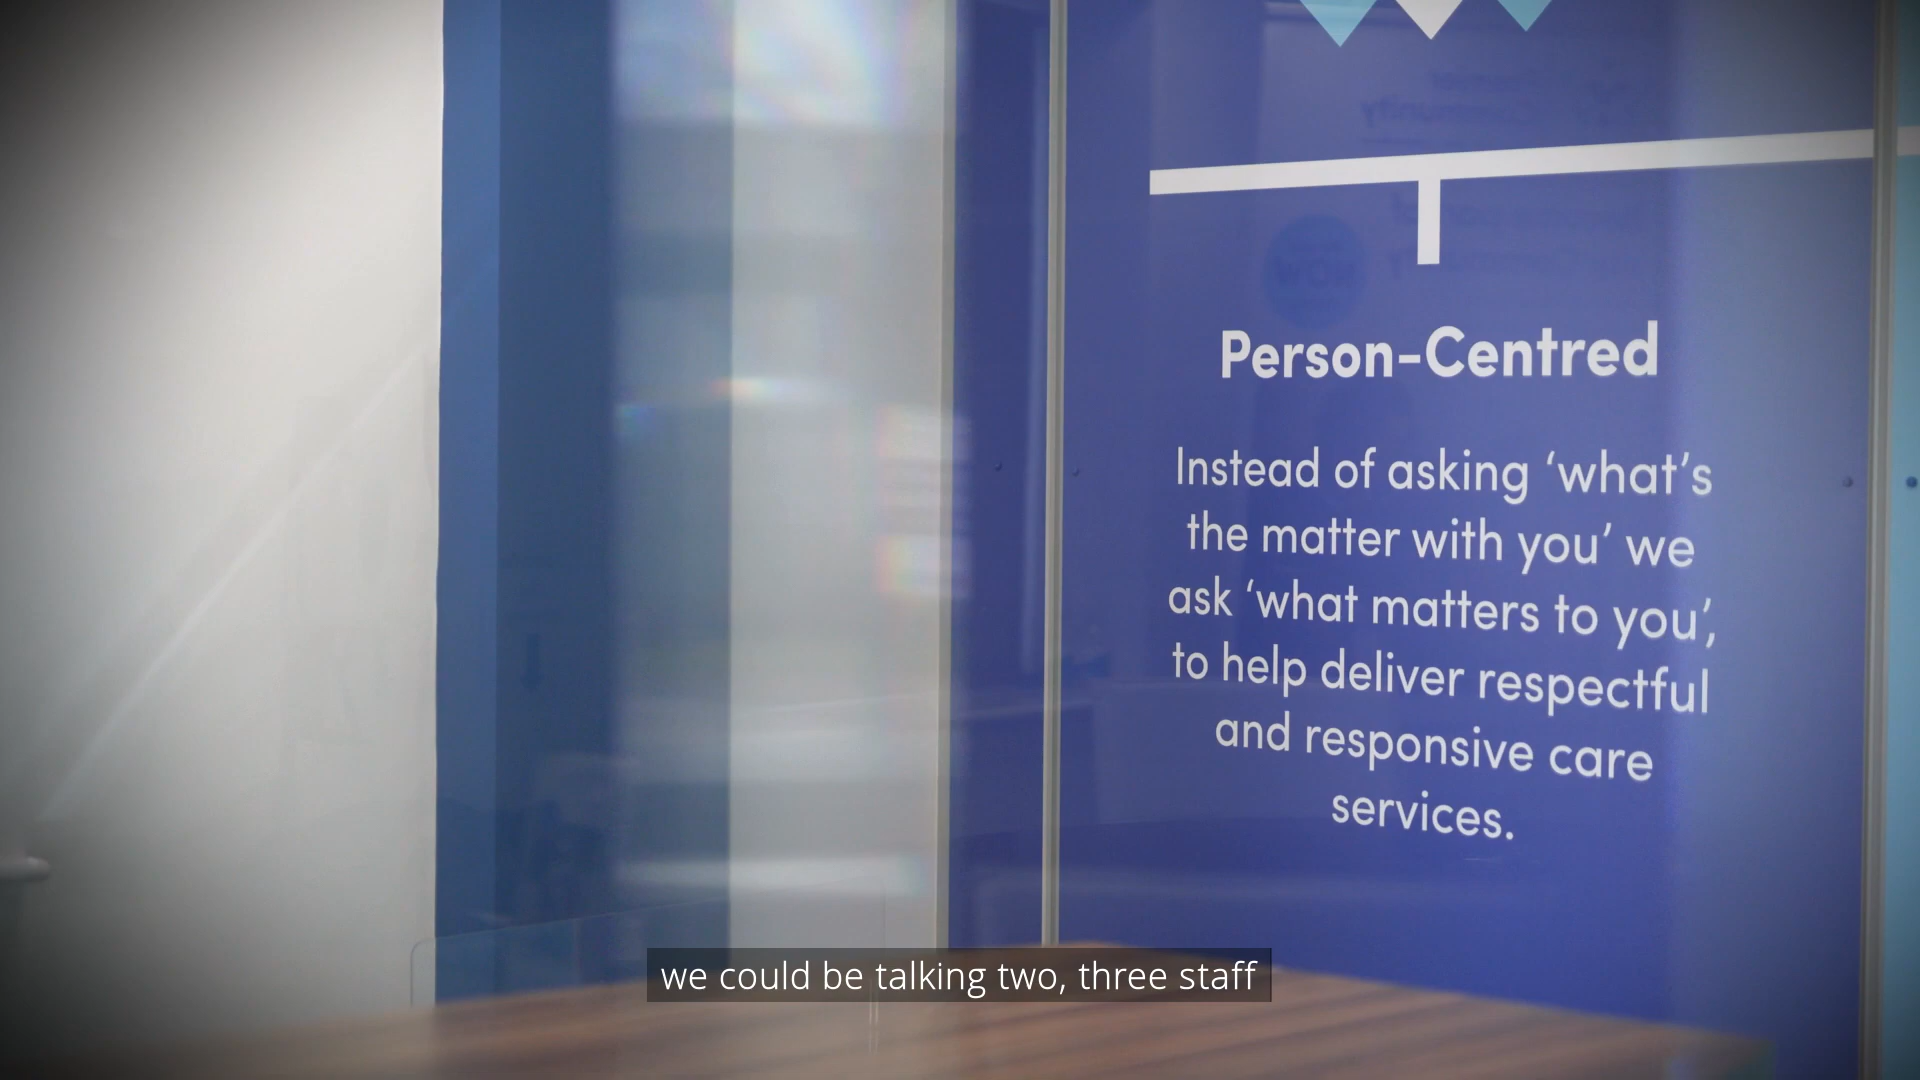 Person-Centred
Instead of asking ‘what’s
the matter with you’ we
ask ‘what matters to you’,
to help deliver respectful
and responsive care
services.
we could be talking two, three staff